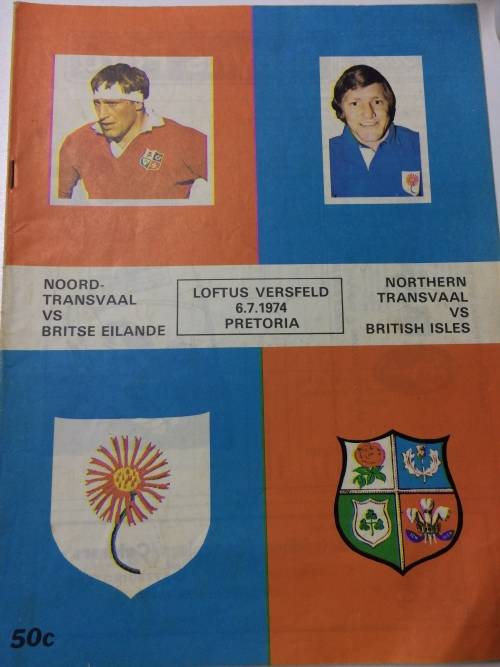 NOORD-
TRANSVAAL
VS
BRITSE EILANDE
LOFTUS VERSFELD
6.7.1974
PRETORIA
NORTHERN
TRANSVAAL
VS
BRITISH ISLES
50c